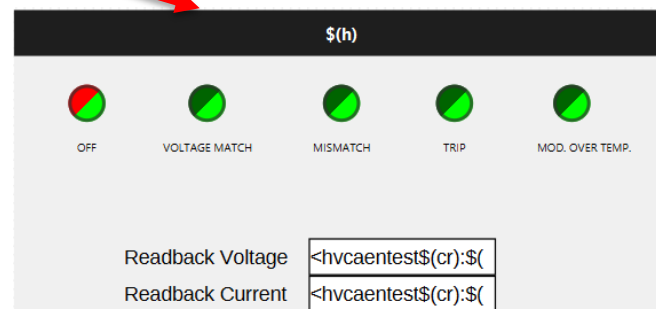 $(h)
OFF VOLTAGE MATCH MISMATCH TRIP MOD. OVER TEMP.
Readback Voltage <hvcaentest$(cr):$(
Readback Current <hvcaentest$(cr):$(